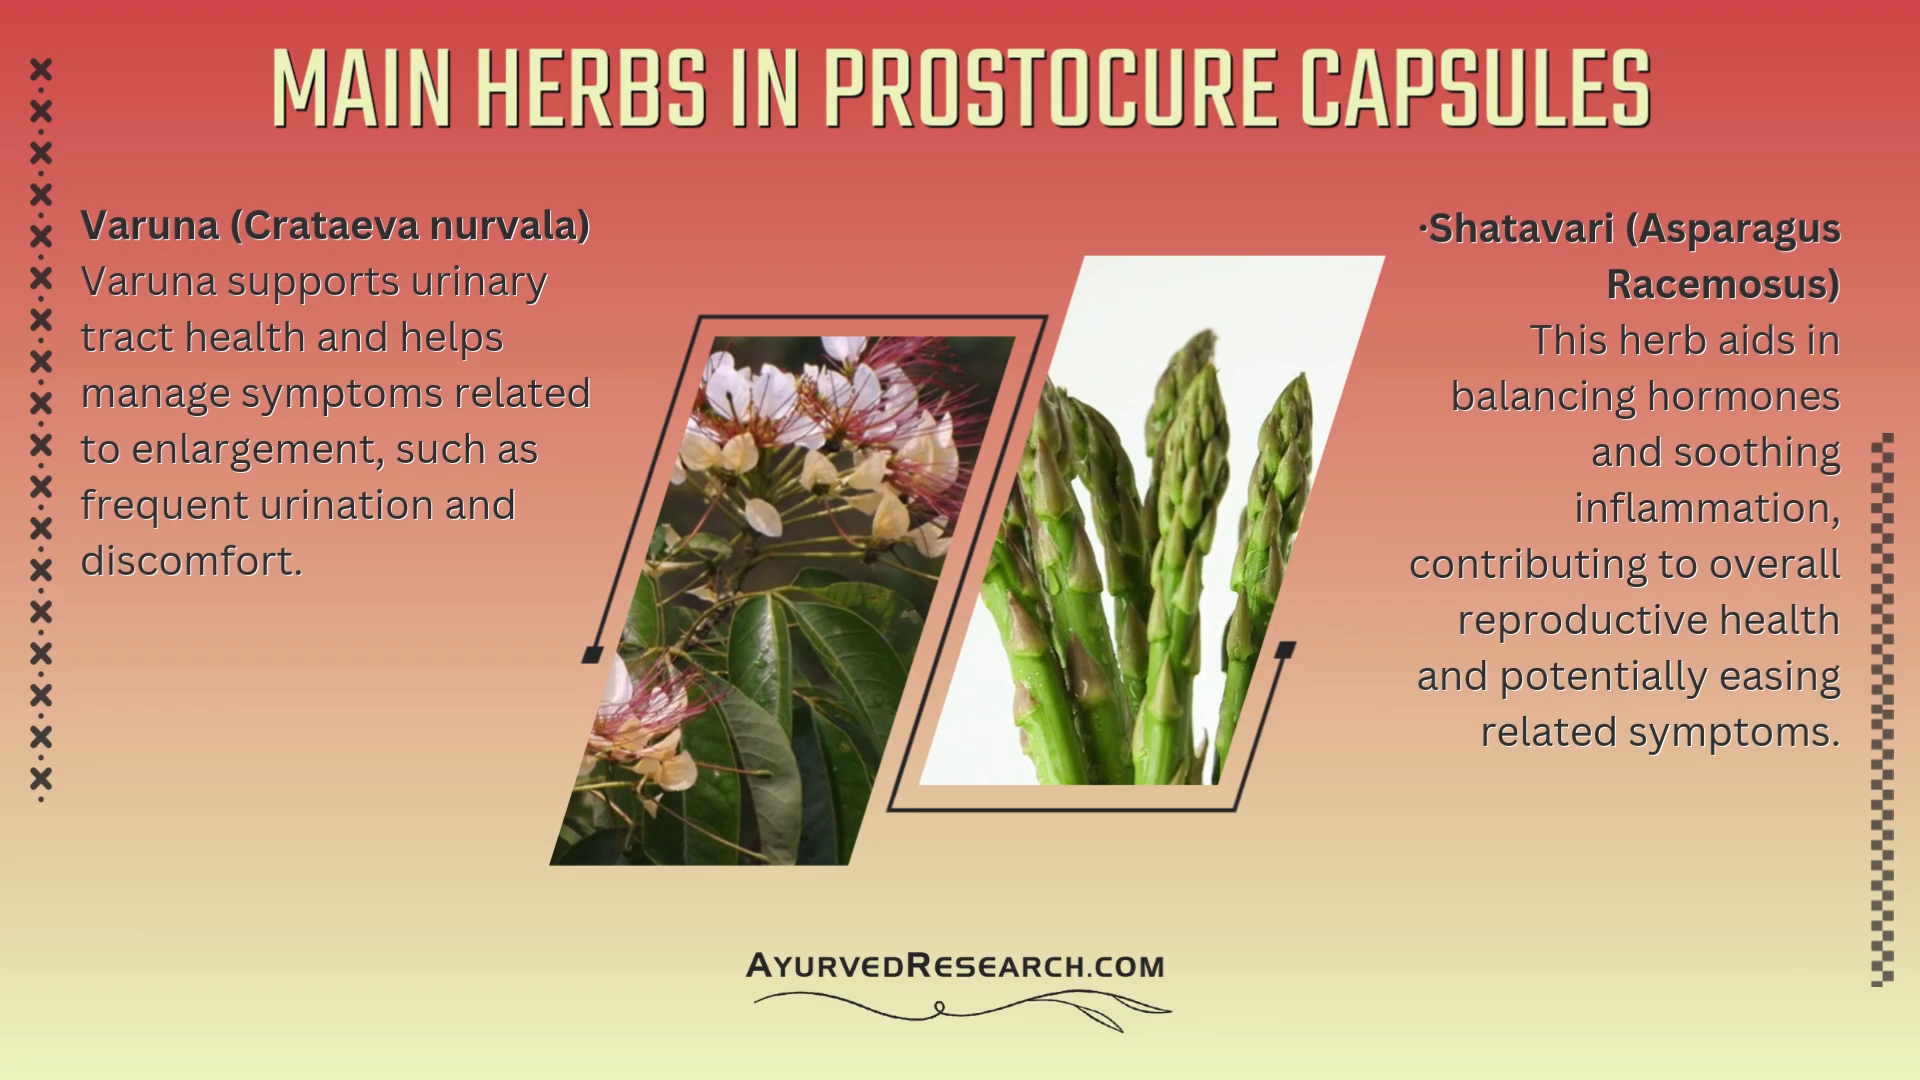 MAIN HERBS IN PROSTOCURE CAPSULES
Varuna (Crataeva nurvala)
Varuna supports urinary
tract health and helps
manage symptoms related
to enlargement, such as
frequent urination and
discomfort.
·Shatavari (Asparagus
Racemosus)
This herb aids in
balancing hormones
and soothing
inflammation,
contributing to overall
reproductive health
and potentially easing
related symptoms.
AYURVEDRESEARCH.COM